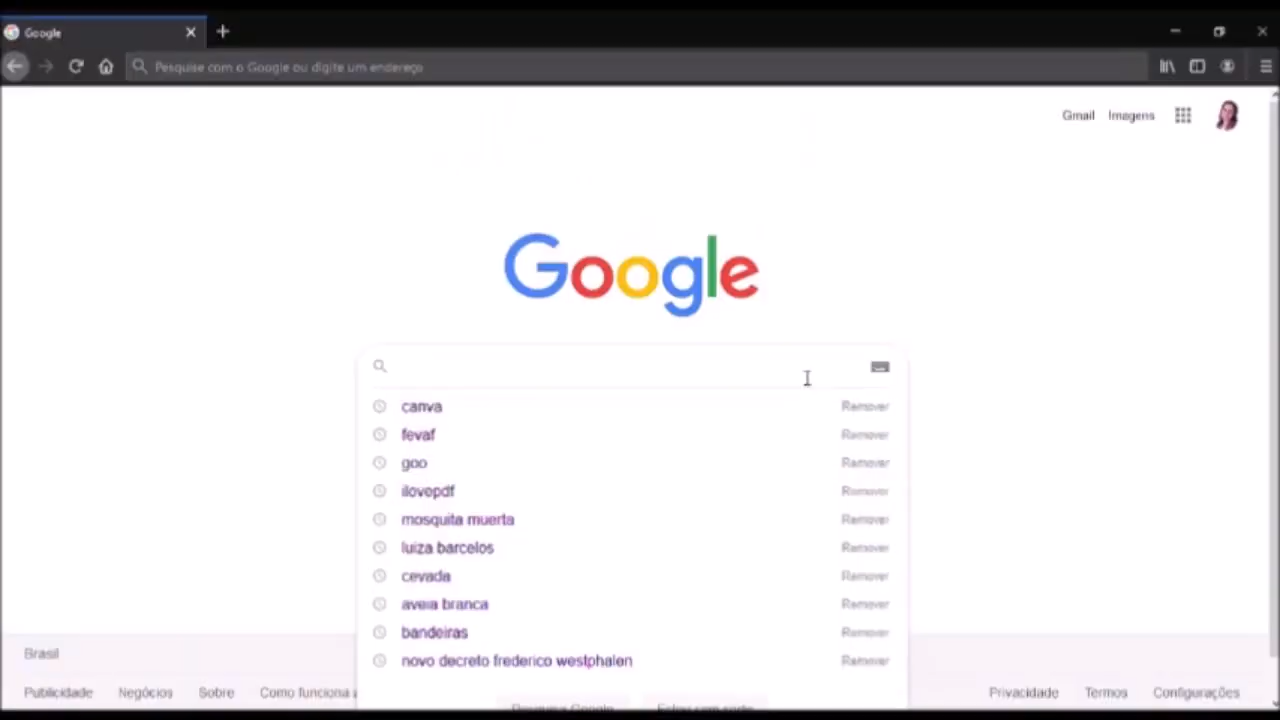 Google
Pesquise com o Google ou digite um endereço
Gmail Imagens
Google
canva Remover
fevaf Remover
goo Remover
ilovepdf Remover
mosquita muerta Remover
luiza barcelos Remover
cevada Remover
aveia branca Remover
bandeiras Remover
novo decreto frederico westphalen Remover
Brasil
Publicidade Negócios Sobre Como funciona Privacidade Termos Configurações